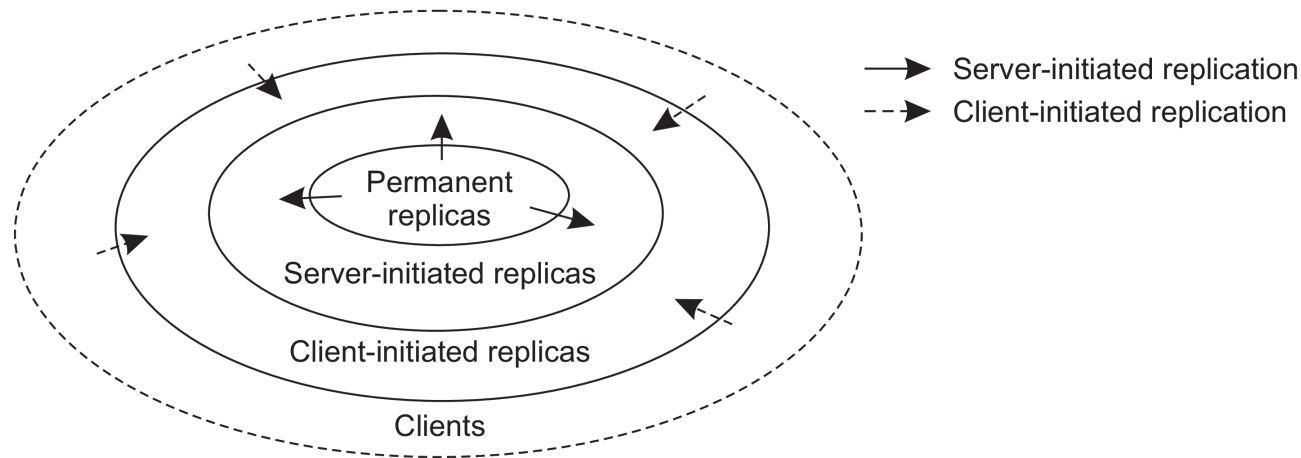 Server-initiated replication
Client-initiated replication
Permanent
replicas
Server-initiated replicas
Client-initiated replicas
Clients